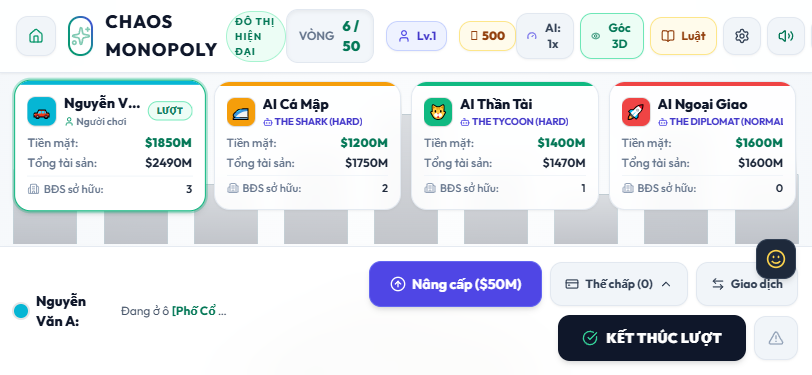 CHAOS
MONOPOLY
ĐÔ THỊ
HIỆN
ĐẠI
VÒNG 6 /
50
Lv.1
500
AI:
1x
Góc
3D
Luật
Nguyễn V...
LƯỢT
Người chơi
Tiền mặt: $1850M
Tổng tài sản: $2490M
BĐS sở hữu: 3
AI Cá Mập
THE SHARK (HARD)
Tiền mặt: $1200M
Tổng tài sản: $1750M
BĐS sở hữu: 2
AI Thần Tài
THE TYCOON (HARD)
Tiền mặt: $1400M
Tổng tài sản: $1470M
BĐS sở hữu: 1
AI Ngoại Giao
THE DIPLOMAT (NORMAL
Tiền mặt: $1600M
Tổng tài sản: $1600M
BĐS sở hữu: 0
Nguyễn
Văn A:
Đang ở ô [Phố Cổ ...
Nâng cấp ($50M)
Thế chấp (0)
Giao dịch
KẾT THÚC LƯỢT